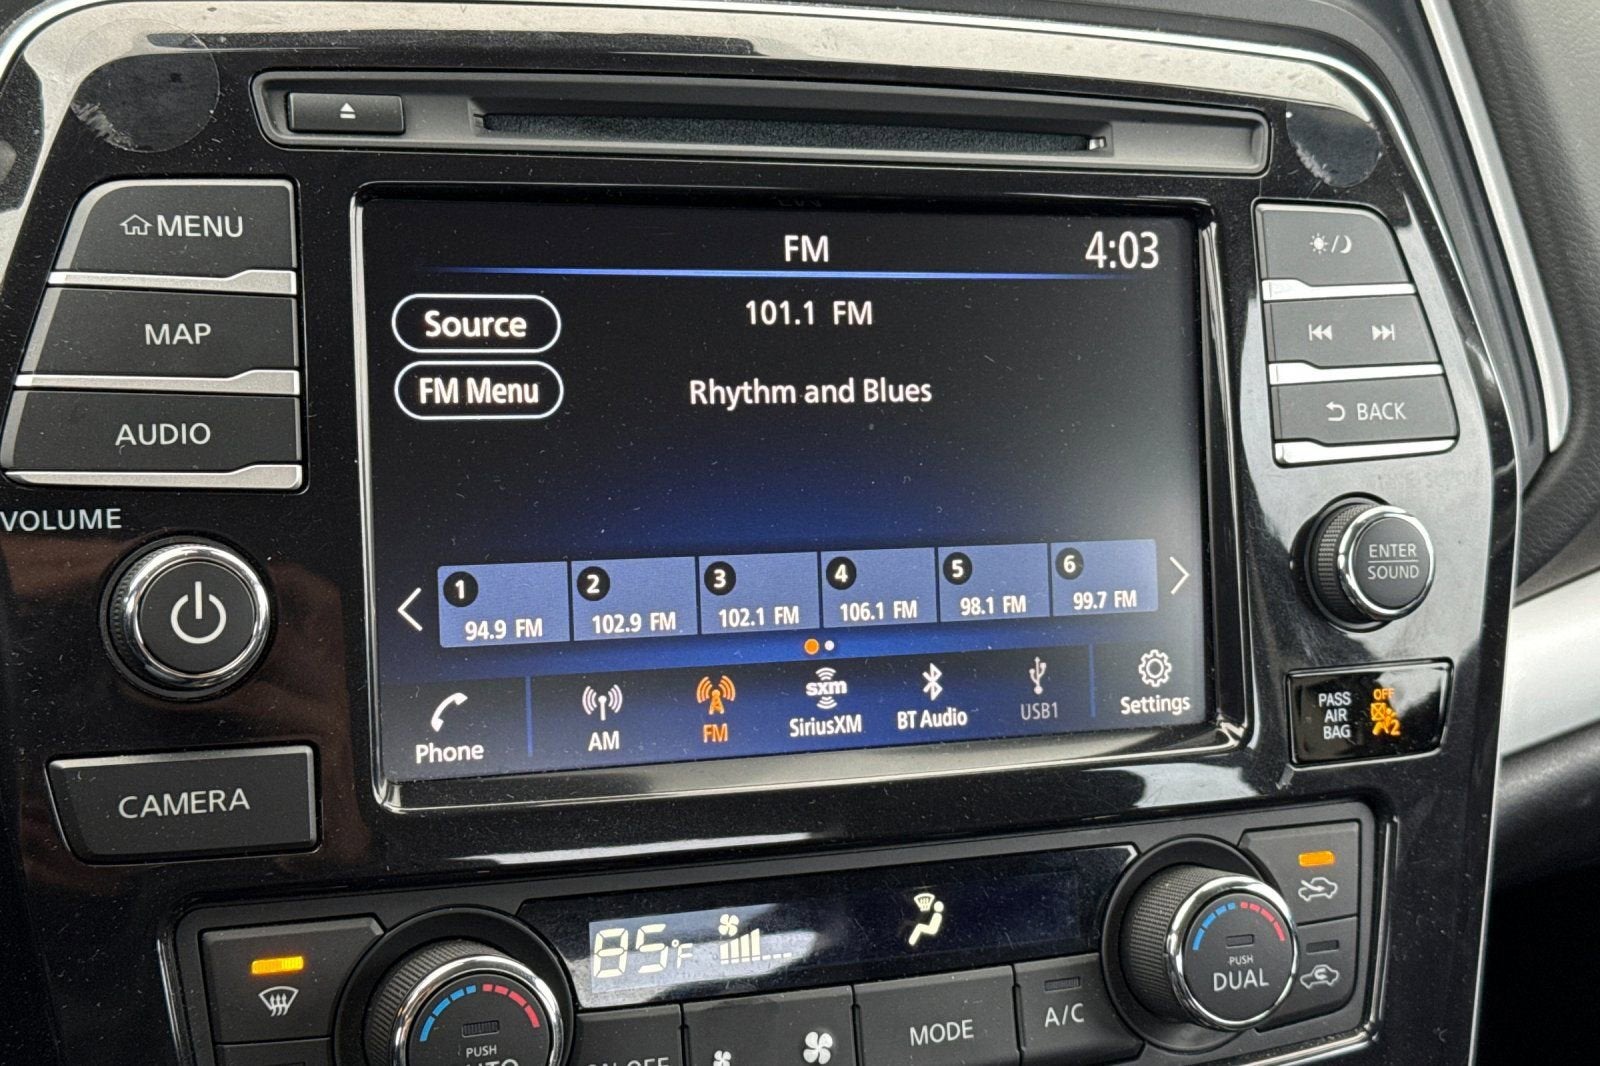 MENU
MAP
AUDIO
VOLUME
CAMERA
FM
4:03
Source
101.1 FM
FM Menu
Rhythm and Blues
1
2
3
4
5
6
94.9 FM
102.9 FM
102.1 FM
106.1 FM
98.1 FM
99.7 FM
Phone
AM
FM
sxm
SiriusXM
BT Audio
USB1
Settings
BACK
ENTER
SOUND
PASS
AIR
BAG
OFF
2
85°F
PUSH
MODE
A/C
PUSH
DUAL